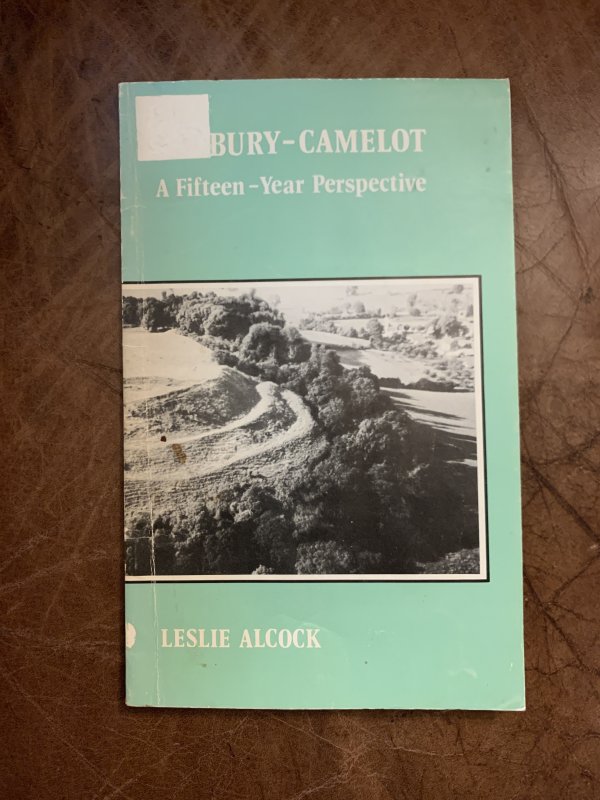 BURY-CAMELOT
A Fifteen-Year Perspective
LESLIE ALCOCK